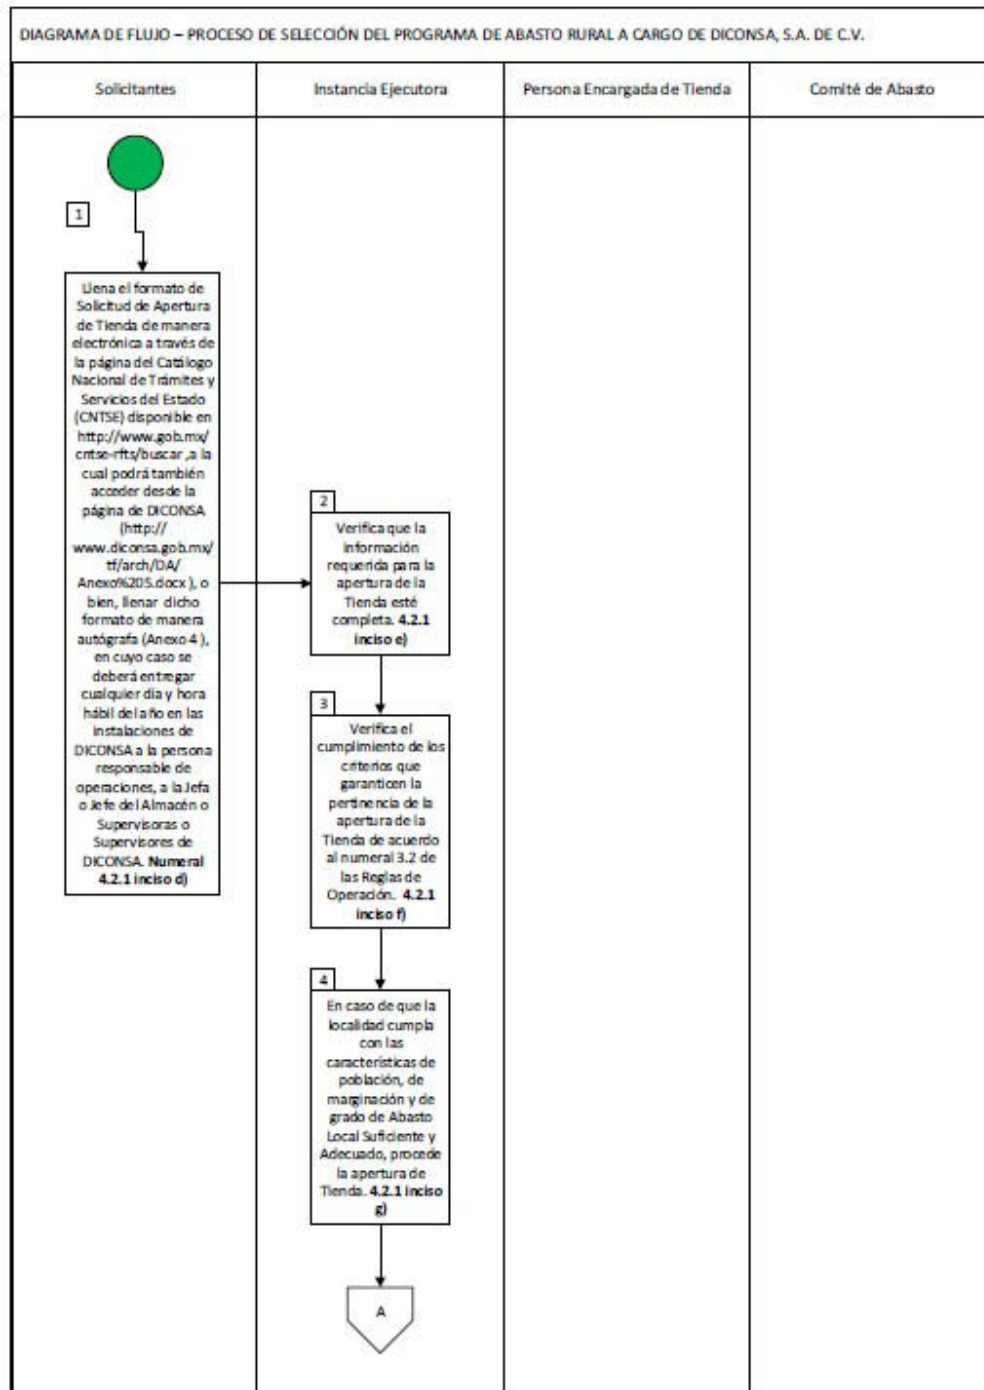 DIAGRAMA DE FLUJO – PROCESO DE SELECCIÓN DEL PROGRAMA DE ABASTO RURAL A CARGO DE DICONSA, S.A. DE C.V.
Solicitantes
Instancia Ejecutora
Persona Encargada de Tienda
Comité de Abasto
1
Llena el formato de
Solicitud de Apertura
de Tienda de manera
electrónica a través de
la página del Catálogo
Nacional de Trámites y
Servicios del Estado
(CNTSE) disponible en
http://www.gob.mx/
cntse-rfts/buscar ,a la
cual podrá también
acceder desde la
página de DICONSA
(http://
www.diconsa.gob.mx/
tf/arch/DA/
Anexo%205.docx ), o
bien, llenar dicho
formato de manera
autógrafa (Anexo 4 ),
en cuyo caso se
deberá entregar
cualquier día y hora
hábil del año en las
instalaciones de
DICONSA a la persona
responsable de
operaciones, a la Jefa
o Jefe del Almacén o
Supervisoras o
Supervisores de
DICONSA. Numeral
4.2.1 inciso d)
2
Verifica que la
información
requerida para la
apertura de la
Tienda esté
completa. 4.2.1
inciso e)
3
Verifica el
cumplimiento de los
criterios que
garanticen la
pertinencia de la
apertura de la
Tienda de acuerdo
al numeral 3.2 de
las Reglas de
Operación. 4.2.1
inciso f)
4
En caso de que la
localidad cumpla
con las
características de
población, de
marginación y de
grado de Abasto
Local Suficiente y
Adecuado, procede
la apertura de
Tienda. 4.2.1 inciso
g)
A